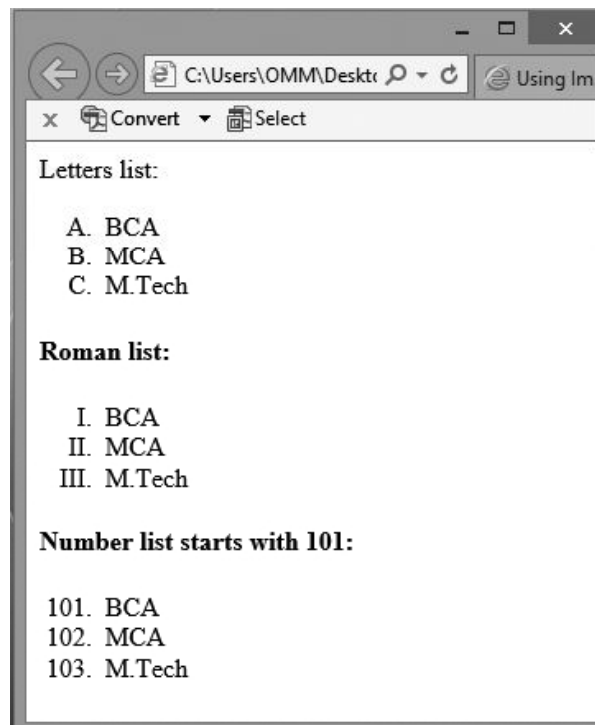 C:\Users\OMM\Deskt
Using Im
x Convert Select
Letters list:
A. BCA
B. MCA
C. M.Tech
Roman list:
I. BCA
II. MCA
III. M.Tech
Number list starts with 101:
101. BCA
102. MCA
103. M.Tech